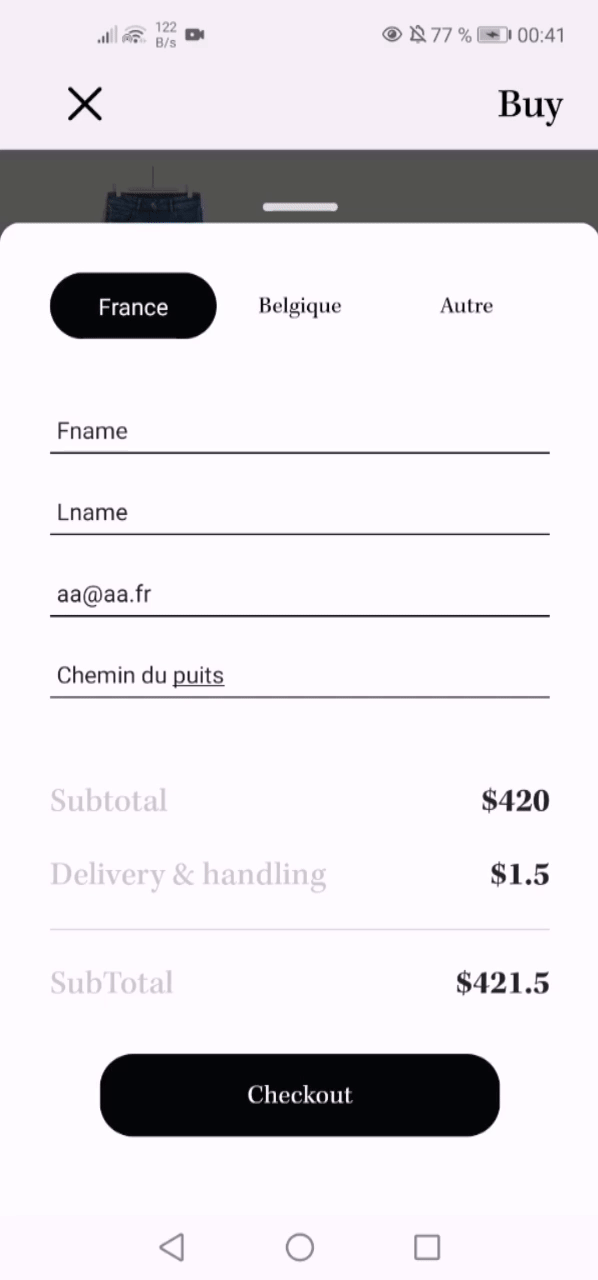 122
B/s
77 %
00:41
Buy
France Belgique Autre
Fname
Lname
aa@aa.fr
Chemin du puits
Subtotal $420
Delivery & handling $1.5
SubTotal $421.5
Checkout